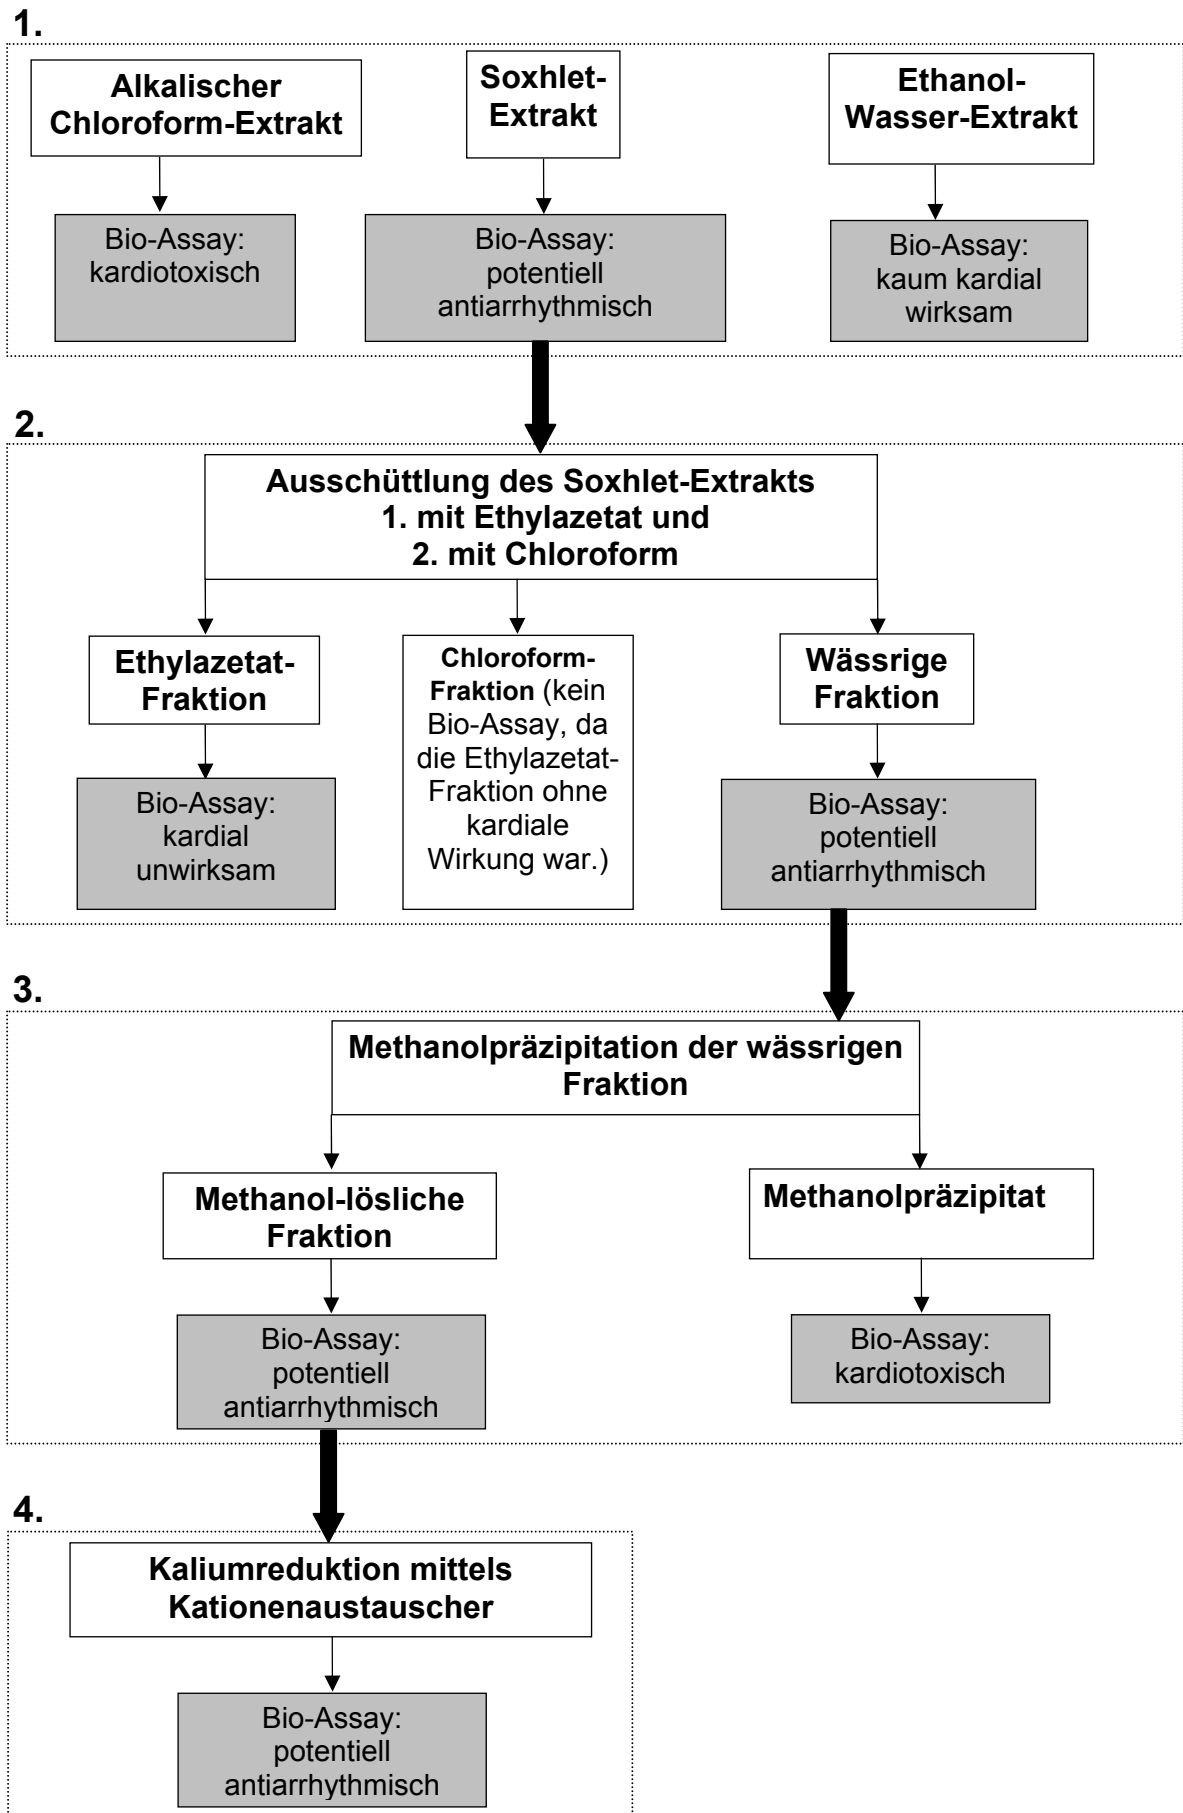 1.
Alkalischer
Chloroform-Extrakt
Soxhlet-
Extrakt
Ethanol-
Wasser-Extrakt
Bio-Assay:
kardiotoxisch
Bio-Assay:
potentiell
antiarrhythmisch
Bio-Assay:
kaum kardial
wirksam
2.
Ausschüttlung des Soxhlet-Extrakts
1. mit Ethylazetat und
2. mit Chloroform
Ethylazetat-
Fraktion
Chloroform-
Fraktion (kein
Bio-Assay, da
die Ethylazetat-
Fraktion ohne
kardiale
Wirkung war.)
Wässrige
Fraktion
Bio-Assay:
kardial
unwirksam
Bio-Assay:
potentiell
antiarrhythmisch
3.
Methanolpräzipitation der wässrigen
Fraktion
Methanol-lösliche
Fraktion
Methanolpräzipitat
Bio-Assay:
potentiell
antiarrhythmisch
Bio-Assay:
kardiotoxisch
4.
Kaliumreduktion mittels
Kationenaustauscher
Bio-Assay:
potentiell
antiarrhythmisch